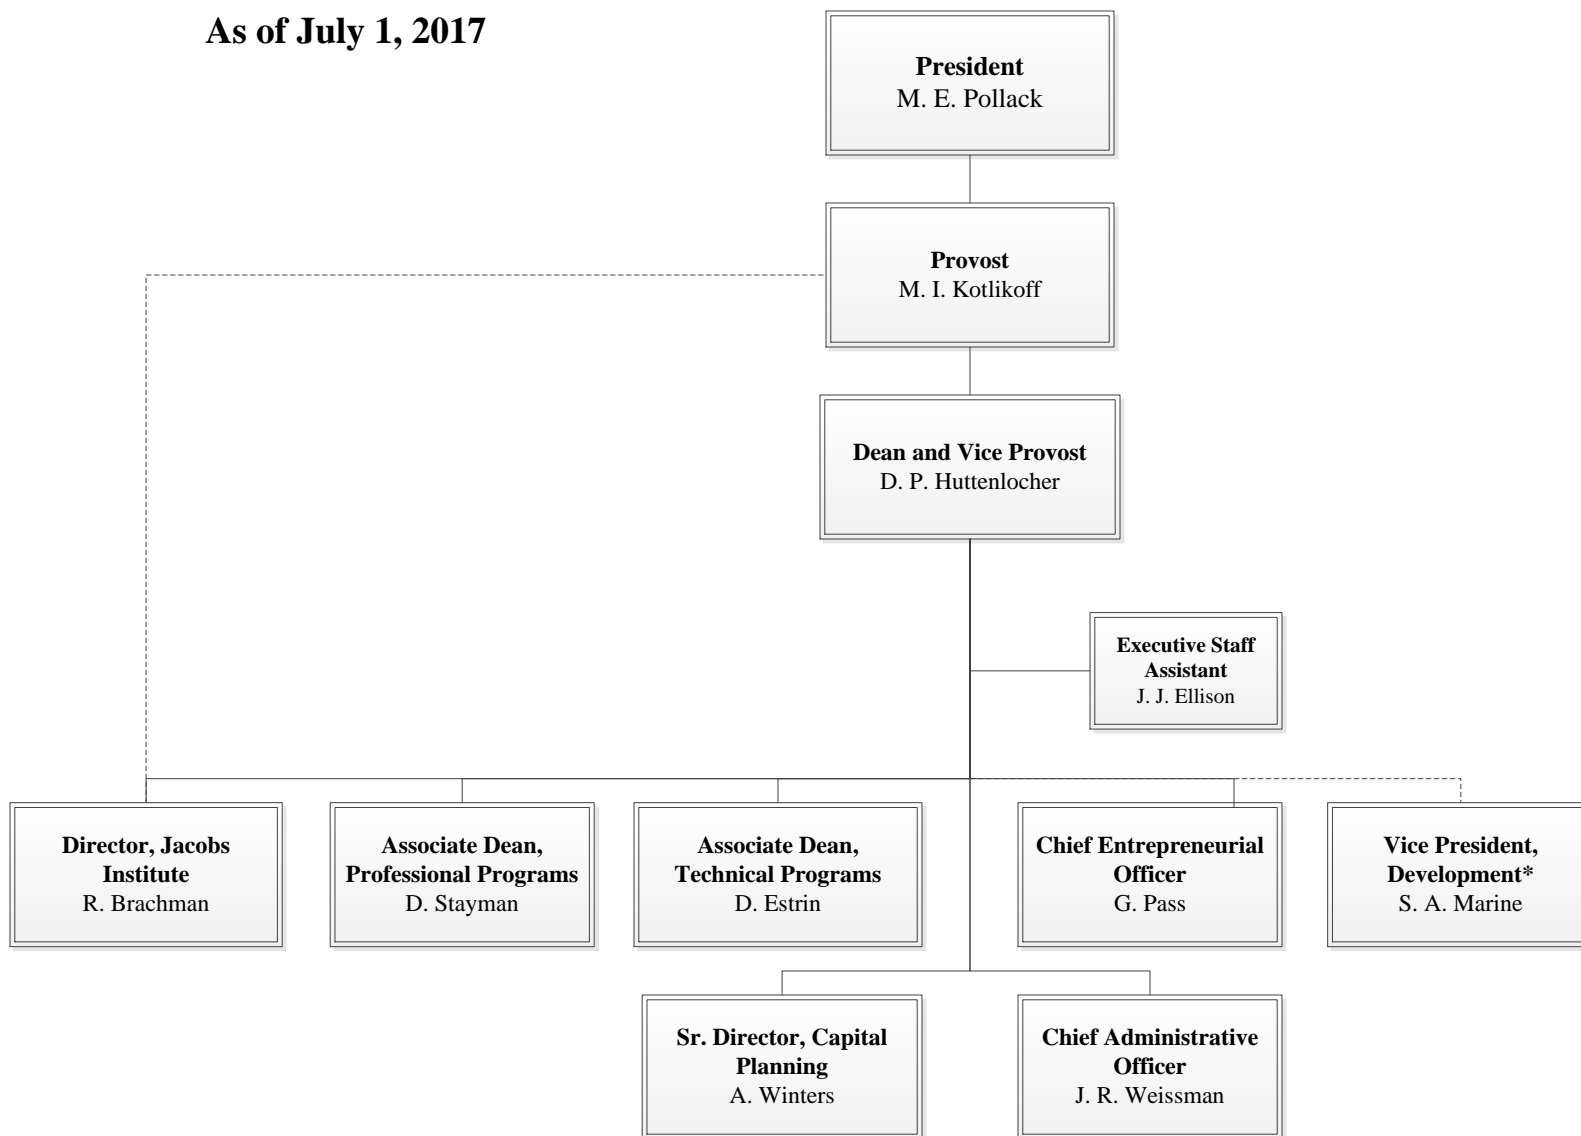 As of July 1, 2017
President
M. E. Pollack
Provost
M. I. Kotlikoff
Dean and Vice Provost
D. P. Huttenlocher
Executive Staff
Assistant
J. J. Ellison
Director, Jacobs
Institute
R. Brachman
Associate Dean,
Professional Programs
D. Stayman
Associate Dean,
Technical Programs
D. Estrin
Chief Entrepreneurial
Officer
G. Pass
Vice President,
Development*
S. A. Marine
Sr. Director, Capital
Planning
A. Winters
Chief Administrative
Officer
J. R. Weissman